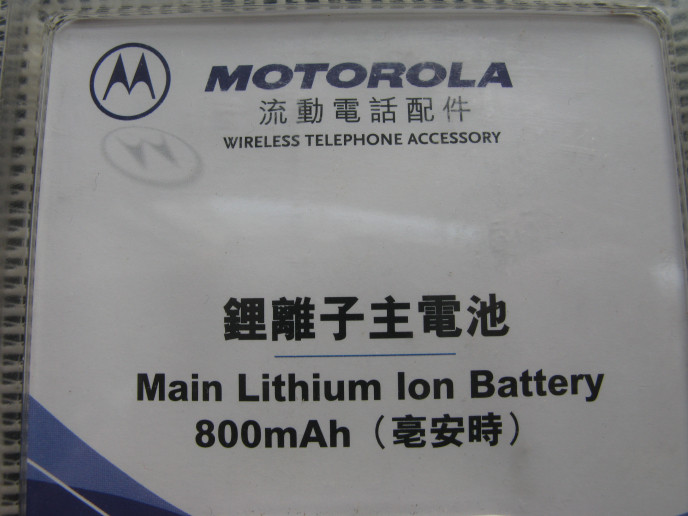 MOTOROLA
流動電話配件
WIRELESS TELEPHONE ACCESSORY
鋰離子主電池
Main Lithium Ion Battery
800mAh（亳安時）